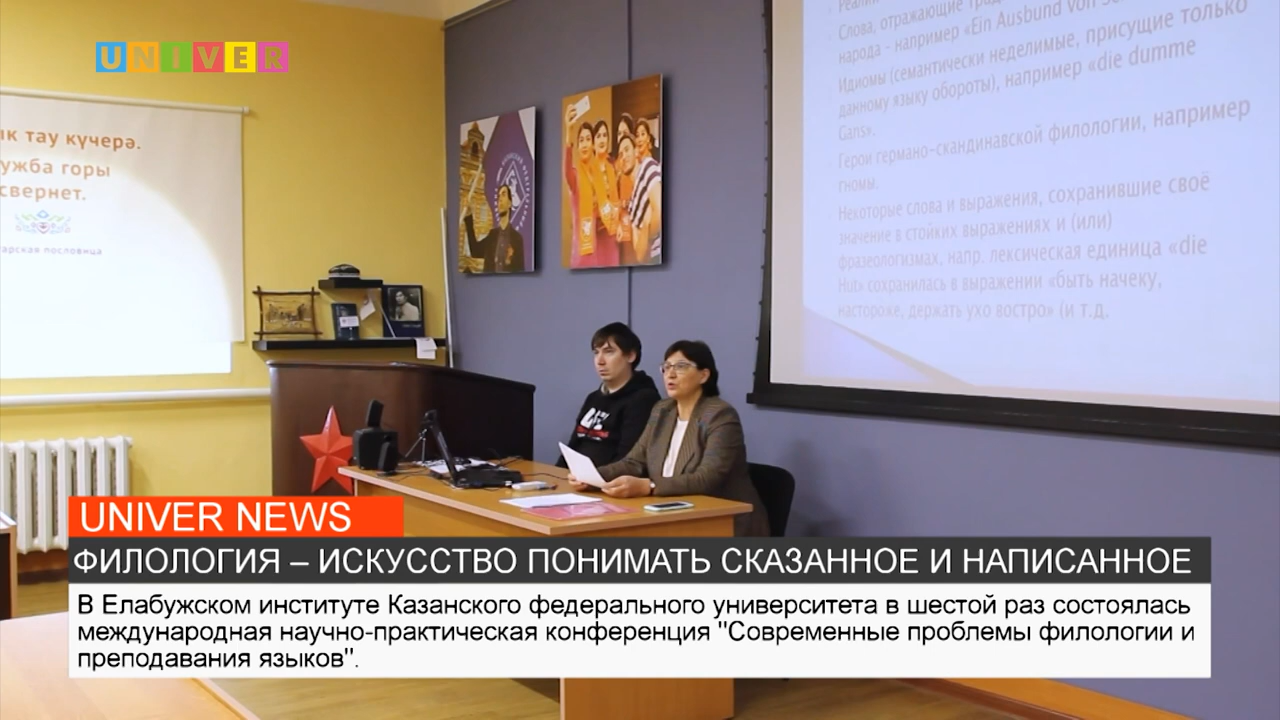 UNIVER
тау күчерә.
горы
свернет.
пословица
Слова, отражающие
народа - например «Ein Ausbund von
Идиомы (семантически неделимые, присущие только
данному языку обороты), например «die dumme
Gans».
Герои германо-скандинавской филологии, например
гномы.
Некоторые слова и выражения, сохранившие своё
значение в стойких выражениях и (или)
фразеологизмах, напр. лексическая единица «die
Hut» сохранилась в выражении «быть начеку,
настороже, держать ухо востро» (и т.д.
UNIVER NEWS
ФИЛОЛОГИЯ – ИСКУССТВО ПОНИМАТЬ СКАЗАННОЕ И НАПИСАННОЕ
В Елабужском институте Казанского федерального университета в шестой раз состоялась
международная научно-практическая конференция "Современные проблемы филологии и
преподавания языков".